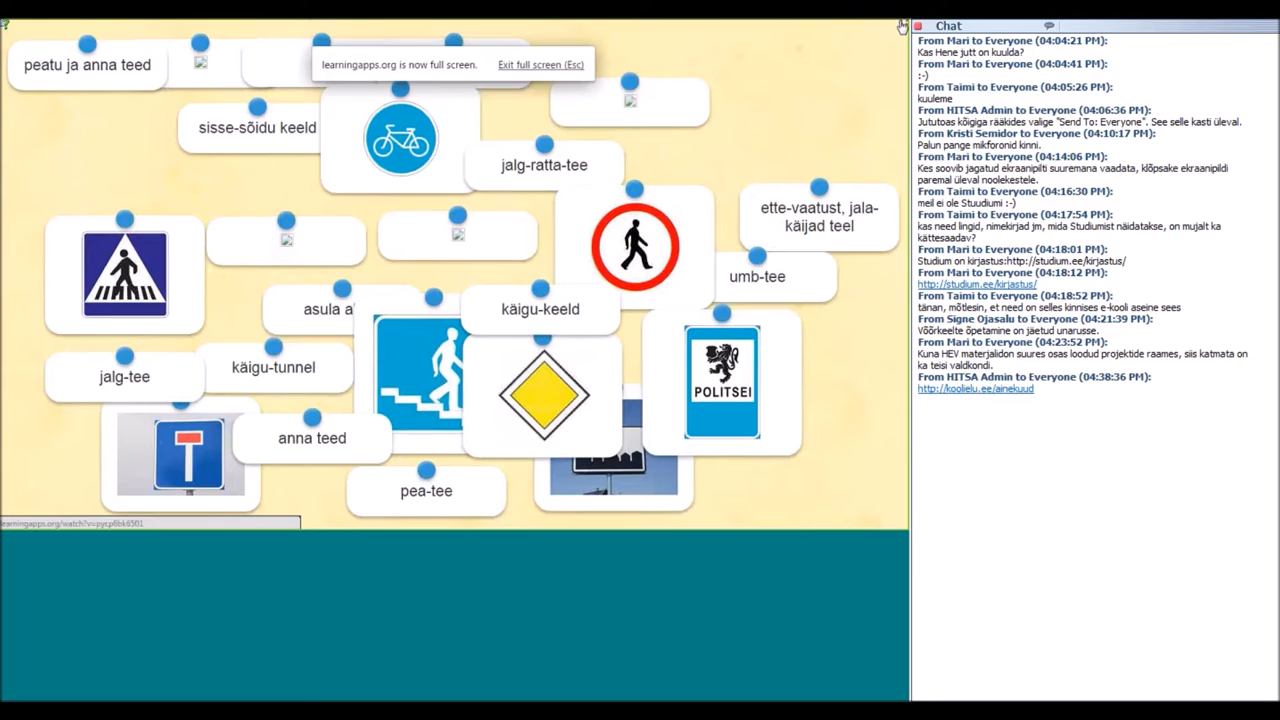 peatu ja anna teed
learningapps.org is now full screen.
Exit full screen (Esc)
sisse-sõidu keeld
jalg-ratta-tee
ette-vaatust, jala-
käijad teel
umb-tee
asula al
käigu-keeld
POLITSEI
jalg-tee
käigu-tunnel
anna teed
pea-tee
learningapps.org/watch?v=pycp6bk6501
Chat
From Mari to Everyone (04:04:21 PM):
Kas Hene jutt on kuulda?
From Mari to Everyone (04:04:41 PM):
:-)
From Taimi to Everyone (04:05:26 PM):
kuuleme
From HITSA Admin to Everyone (04:06:36 PM):
Jututoas kõigiga rääkides valige "Send To: Everyone". See selle kasti üleval.
From Kristi Semidor to Everyone (04:10:17 PM):
Palun pange mikforonid kinni.
From Mari to Everyone (04:14:06 PM):
Kes soovib jagatud ekraanipilti suuremana vaadata, klõpsake ekraanipildi
paremal üleval noolekestele.
From Taimi to Everyone (04:16:30 PM):
meil ei ole Stuudiumi :-)
From Taimi to Everyone (04:17:54 PM):
kas need lingid, nimekirjad jm, mida Studiumist näidatakse, on mujalt ka
kättesaadav?
From Mari to Everyone (04:18:01 PM):
Studium on kirjastus:http://studium.ee/kirjastus/
From Mari to Everyone (04:18:12 PM):
http://studium.ee/kirjastus/
From Taimi to Everyone (04:18:52 PM):
tänan, mõtlesin, et need on selles kinnises e-kooli aseine sees
From Signe Ojasalu to Everyone (04:21:39 PM):
Võõrkeelte õpetamine on jäetud unarusse.
From Mari to Everyone (04:23:52 PM):
Kuna HEV materjalidon suures osas loodud projektide raames, siis katmata on
ka teisi valdkondi.
From HITSA Admin to Everyone (04:38:36 PM):
http://koolielu.ee/ainekuud